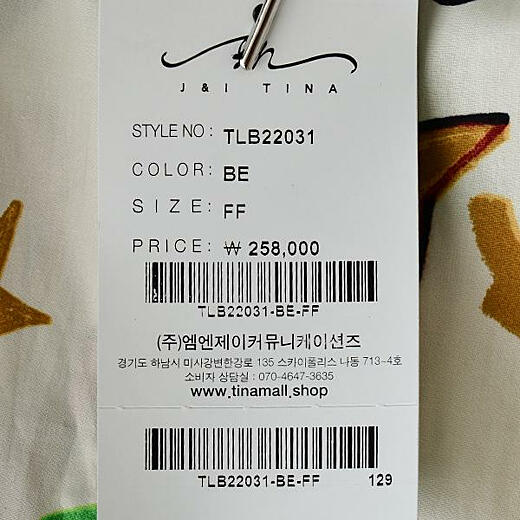 J & I TINA
STYLE NO: TLB22031
COLOR: BE
SIZE: FF
PRICE: ₩ 258,000
TLB22031-BE-FF
(주)엠엔제이커뮤니케이션즈
경기도 하남시 미사강변한강로 135 스카이폴리스 나동 713-4호
소비자 상담실 : 070-4647-3635
www.tinamall.shop
TLB22031-BE-FF 129